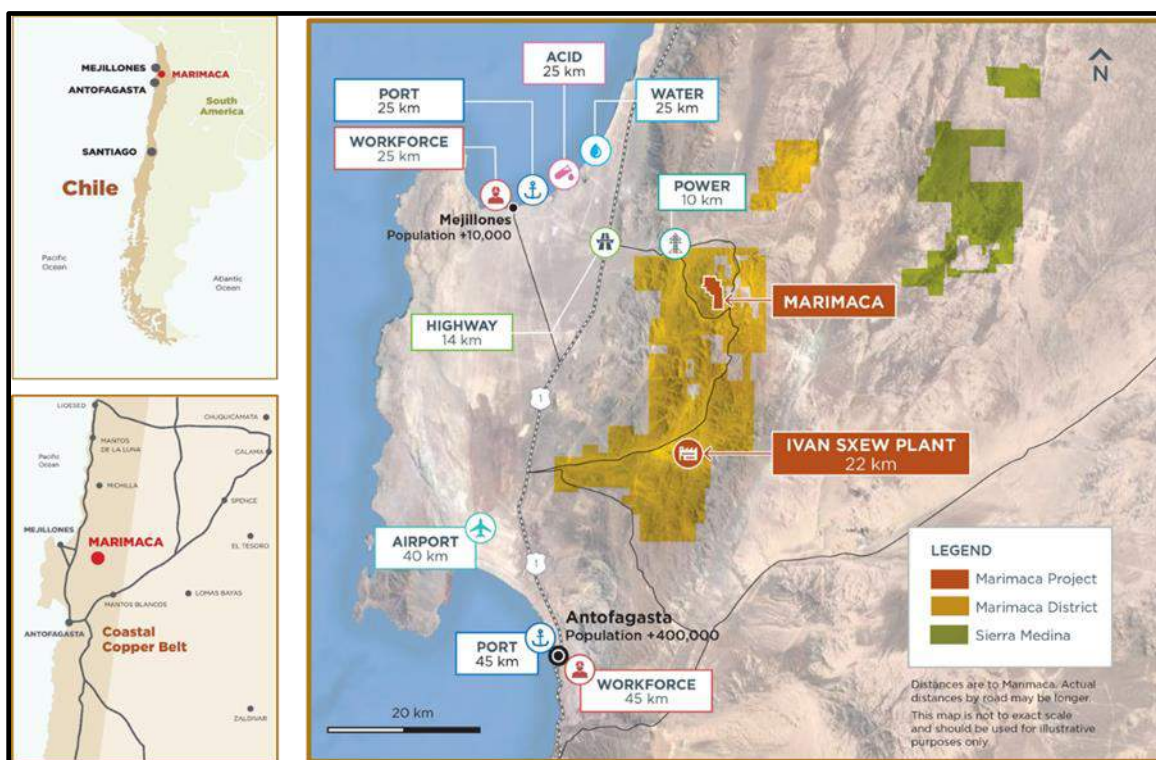 MEJILLONES
MARIMACA
ANTOFAGASTA
South
America
SANTIAGO
Chile
Pacific
Ocean
Atlantic
Ocean
LIQESED
CHUQUICAMATA
MANTOS
DE LA LUNA
CALAMA
Pacific
Ocean
MICHILLA
SPENCE
MEJILLONES
MARIMACA
EL TESORO
MANTOS BLANCOS
LOMAS BAYAS
ANTOFAGASTA
Coastal
Copper Belt
ZALDIVAR
ACID
25 km
N
PORT
25 km
WATER
25 km
WORKFORCE
25 km
POWER
10 km
Mejillones
Population +10,000
MARIMACA
HIGHWAY
14 km
1
IVAN SXEW PLANT
22 km
AIRPORT
40 km
1
LEGEND
Marimaca Project
Marimaca District
Sierra Medina
Antofagasta
Population +400,000
PORT
45 km
WORKFORCE
45 km
20 km
Distances are to Marimaca. Actual
distances by road may be longer.
This map is not to exact scale
and should be used for illustrative
purposes only.